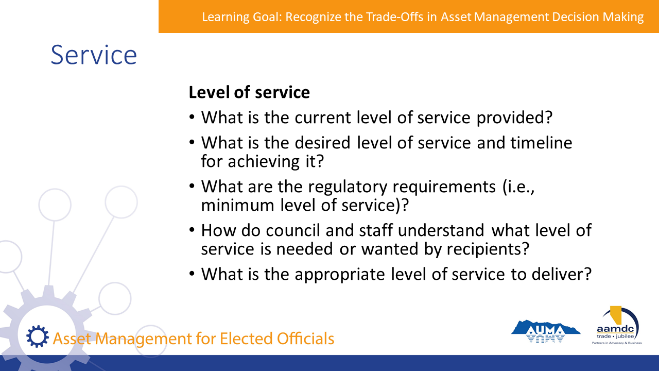 Learning Goal: Recognize the Trade-Offs in Asset Management Decision Making
Service
Level of service
• What is the current level of service provided?
• What is the desired level of service and timeline
for achieving it?
• What are the regulatory requirements (i.e.,
minimum level of service)?
• How do council and staff understand what level of
service is needed or wanted by recipients?
• What is the appropriate level of service to deliver?
Asset Management for Elected Officials
AUMA
aamdc
trade • jubilee